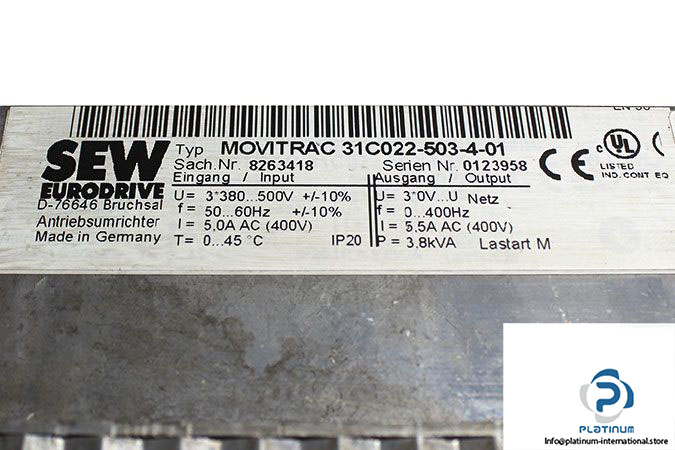 SEW
EURODRIVE
D-76646 Bruchsal
Antriebsumrichter
Made in Germany
Typ MOVITRAC 31C022-503-4-01
Sach.Nr. 8263418 Serien Nr. 0123958
Eingang / Input Ausgang / Output
U= 3*380...500V +/-10% U= 3*0V...U Netz
f= 50...60Hz +/-10% f= 0...400Hz
I = 5,0A AC (400V) I = 5.5A AC (400V)
T= 0...45 °C IP20 P = 3,8kVA Lastart M
CE
C UL
LISTED
IND. CONT. EQ
PLATINUM
Info@platinum-international.store